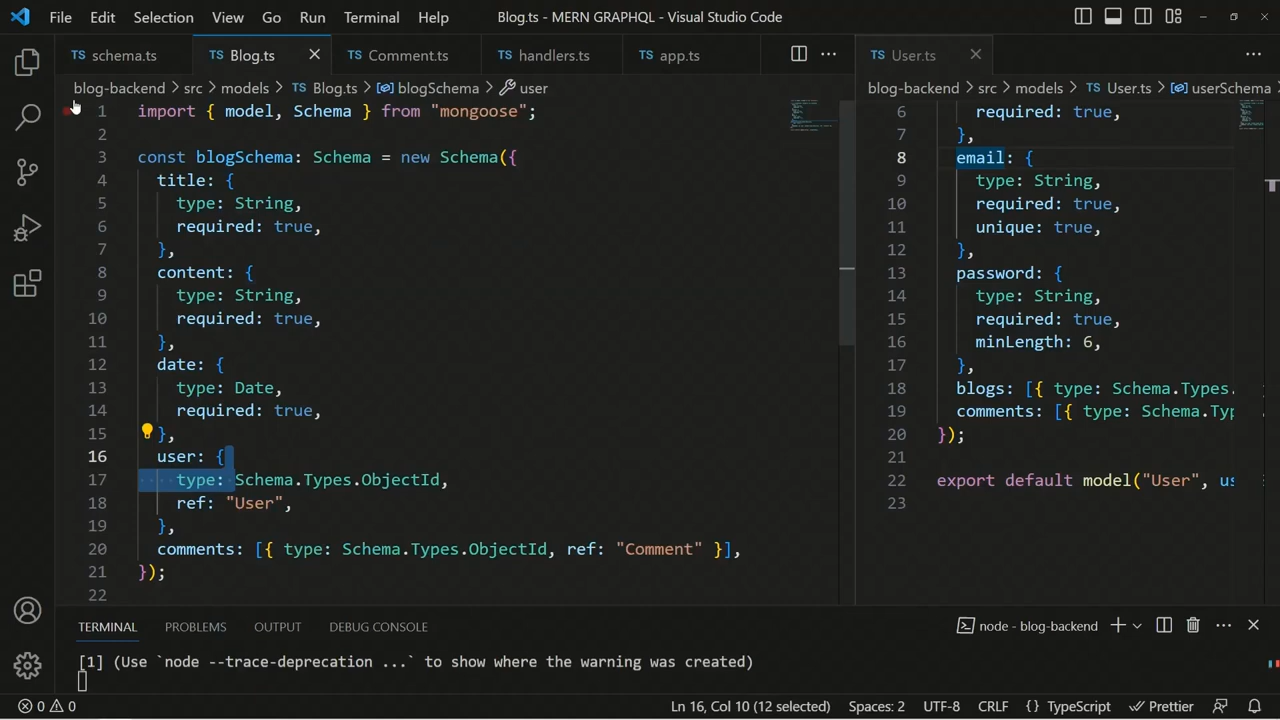 File Edit Selection View Go Run Terminal Help Blog.ts - MERN GRAPHQL - Visual Studio Code
TS schema.ts TS Blog.ts TS Comment.ts TS handlers.ts TS app.ts
blog-backend > src > models > TS Blog.ts > blogSchema > user
1 import { model, Schema } from "mongoose";
2
3 const blogSchema: Schema = new Schema({
4 title: {
5 type: String,
6 required: true,
7 },
8 content: {
9 type: String,
10 required: true,
11 },
12 date: {
13 type: Date,
14 required: true,
15 },
16 user: {
17 type: Schema.Types.ObjectId,
18 ref: "User",
19 },
20 comments: [{ type: Schema.Types.ObjectId, ref: "Comment" }],
21 });
22
TS User.ts
blog-backend > src > models > TS User.ts > userSchema
6 required: true,
7 },
8 email: {
9 type: String,
10 required: true,
11 unique: true,
12 },
13 password: {
14 type: String,
15 required: true,
16 minLength: 6,
17 },
18 blogs: [{ type: Schema.Types.
19 comments: [{ type: Schema.Typ
20 });
21
22 export default model("User", us
23
TERMINAL PROBLEMS OUTPUT DEBUG CONSOLE node - blog-backend
[1] (Use `node --trace-deprecation ...` to show where the warning was created)
0 0 Ln 16, Col 10 (12 selected) Spaces: 2 UTF-8 CRLF {} TypeScript Prettier